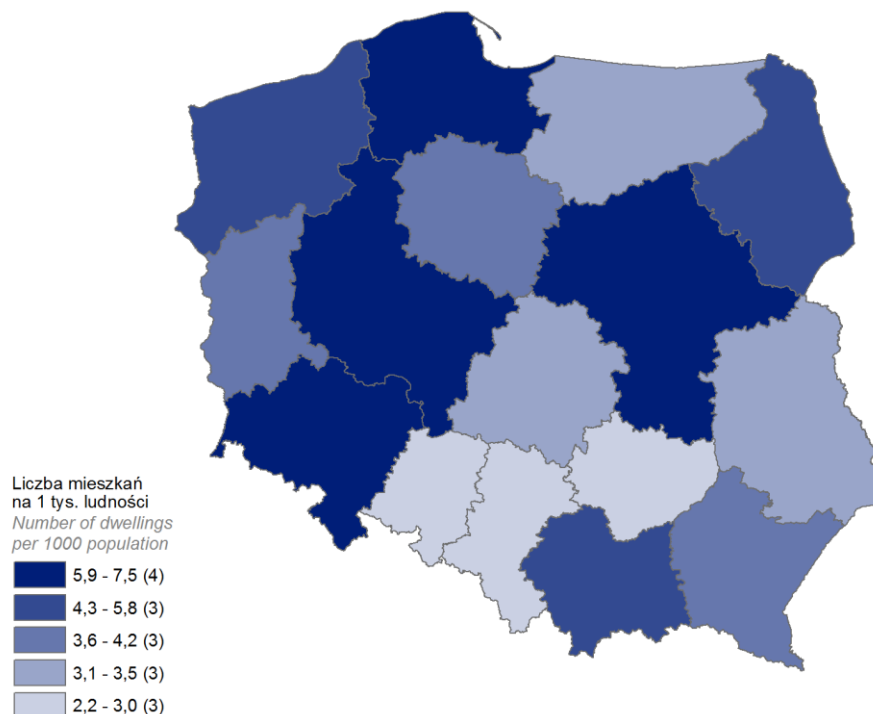 Liczba mieszkań
na 1 tys. ludności
Number of dwellings
per 1000 population
5,9 - 7,5 (4)
4,3 - 5,8 (3)
3,6 - 4,2 (3)
3,1 - 3,5 (3)
2,2 - 3,0 (3)